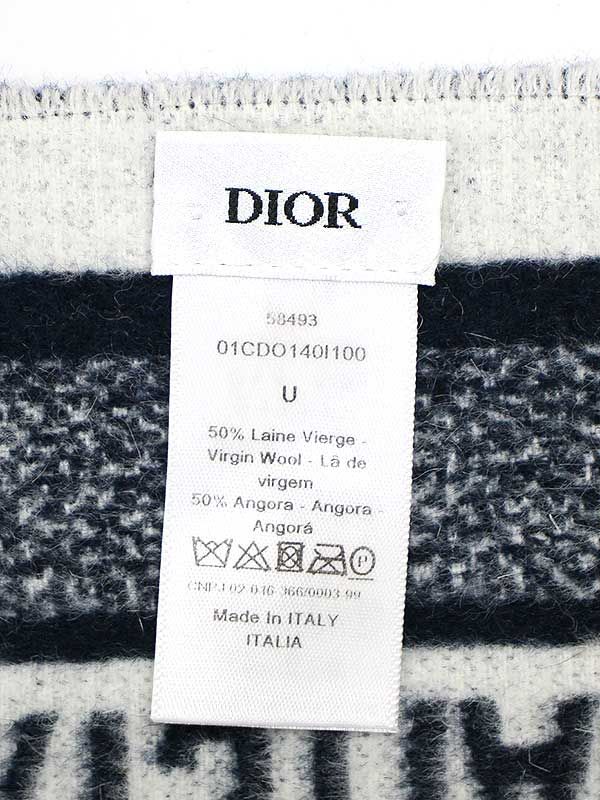 DIOR
58493
01CDO140I100
U
50% Laine Vierge -
Virgin Wool - Lã de
virgem
50% Angora - Angora -
Angorá
P
CNPJ 02 046 366/0003-99
Made In ITALY
ITALIA